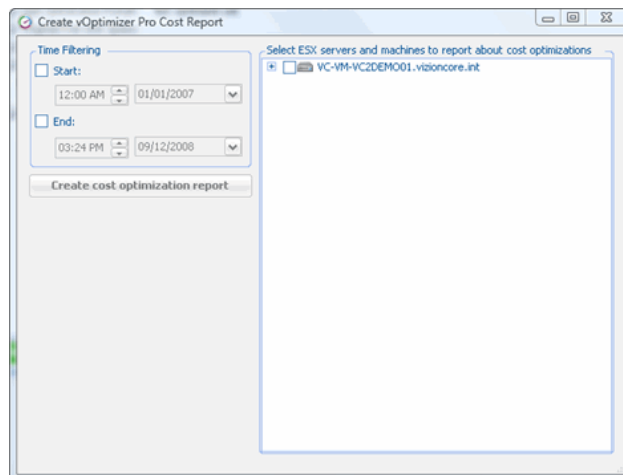 Create vOptimizer Pro Cost Report
Time Filtering
Start:
12:00 AM 01/01/2007
End:
03:24 PM 09/12/2008
Create cost optimization report
Select ESX servers and machines to report about cost optimizations
VC-VM-VC2DEMO01.vizioncore.int